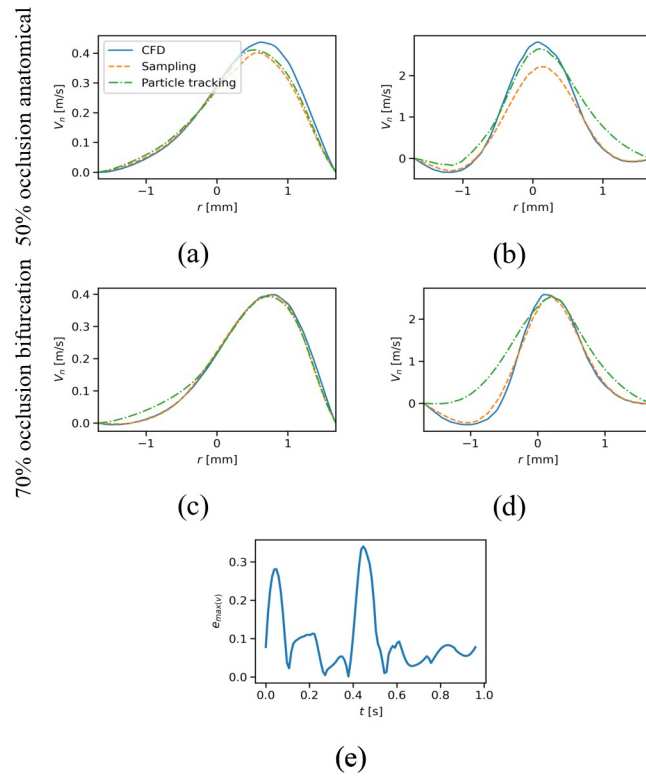 50% occlusion anatomical
0.4
0.3
0.2
0.1
0.0
V_n [m/s]
CFD
Sampling
Particle tracking
−1 0 1
r [mm]
(a)
2
1
0
V_n [m/s]
−1 0 1
r [mm]
(b)
70% occlusion bifurcation
0.4
0.3
0.2
0.1
0.0
V_n [m/s]
−1 0 1
r [mm]
(c)
2
1
0
V_n [m/s]
−1 0 1
r [mm]
(d)
0.3
0.2
0.1
0.0
e_max(v)
0.0 0.2 0.4 0.6 0.8 1.0
t [s]
(e)